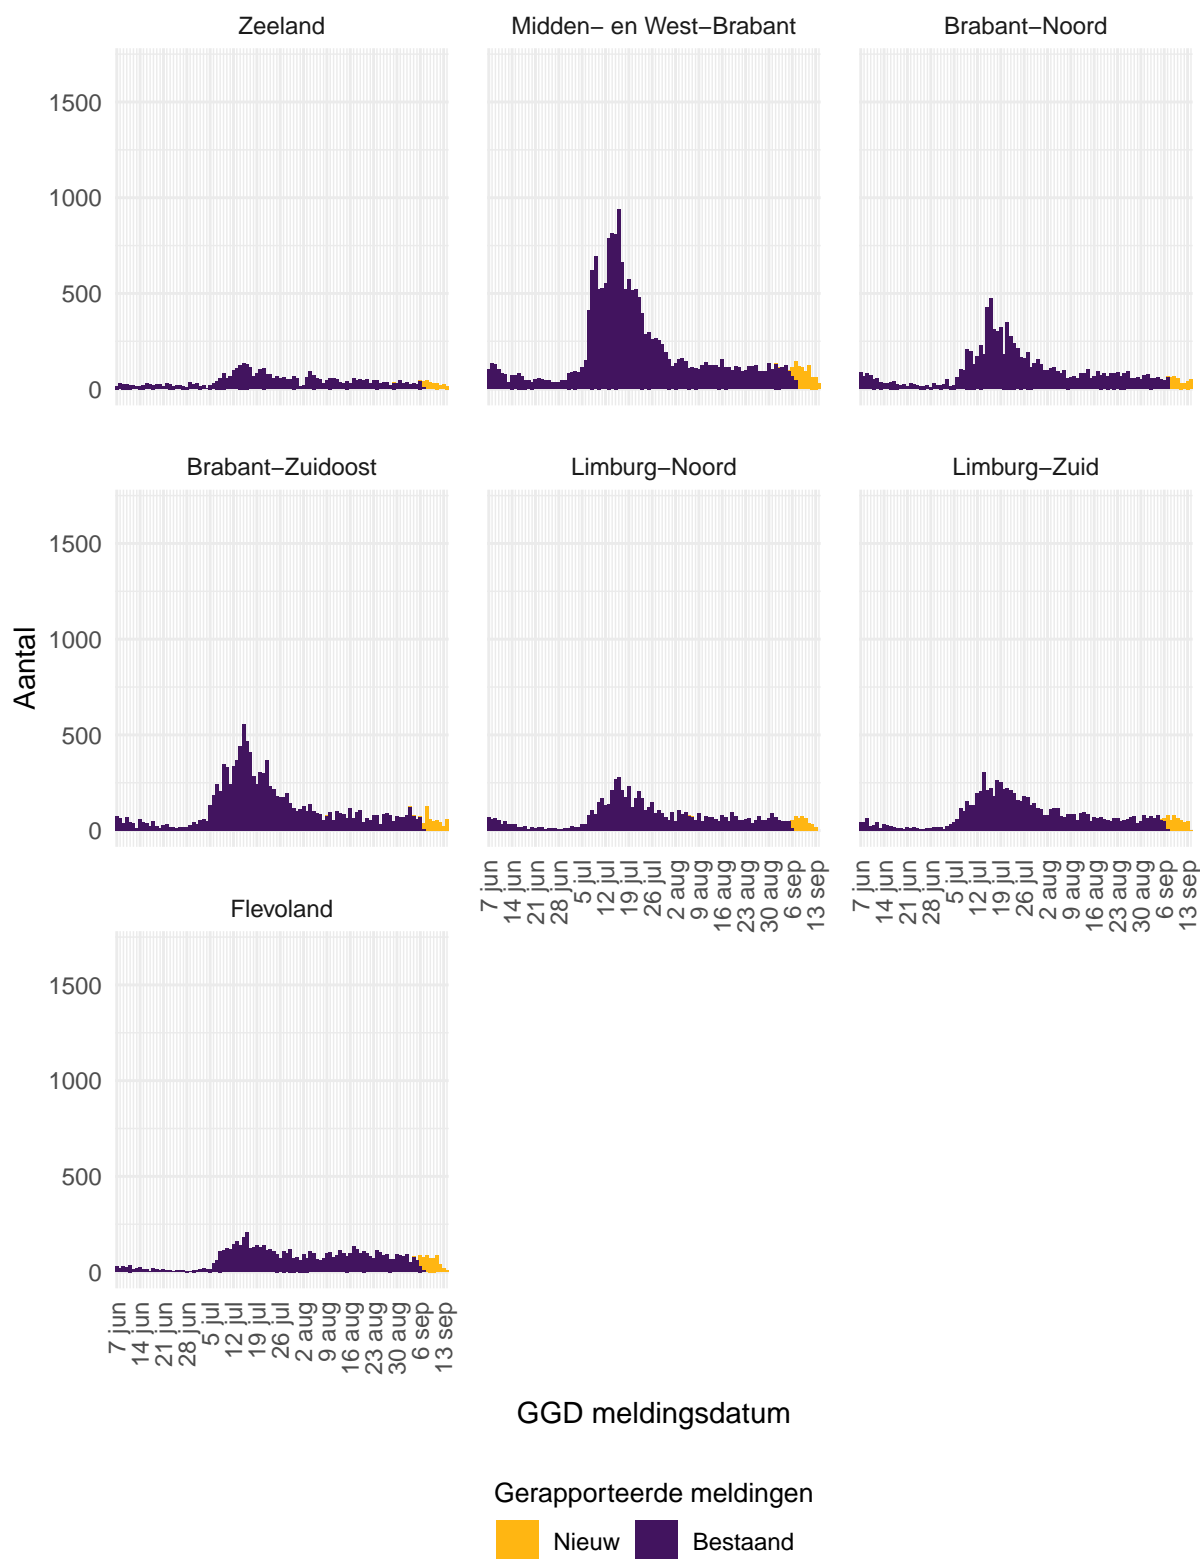 Zeeland
Midden− en West−Brabant
Brabant−Noord
1500
1000
500
0
Brabant−Zuidoost
Limburg−Noord
Limburg−Zuid
1500
1000
500
0
Aantal
7 jun
14 jun
21 jun
28 jun
5 jul
12 jul
19 jul
26 jul
2 aug
9 aug
16 aug
23 aug
30 aug
6 sep
13 sep
7 jun
14 jun
21 jun
28 jun
5 jul
12 jul
19 jul
26 jul
2 aug
9 aug
16 aug
23 aug
30 aug
6 sep
13 sep
Flevoland
1500
1000
500
0
7 jun
14 jun
21 jun
28 jun
5 jul
12 jul
19 jul
26 jul
2 aug
9 aug
16 aug
23 aug
30 aug
6 sep
13 sep
GGD meldingsdatum
Gerapporteerde meldingen
Nieuw
Bestaand